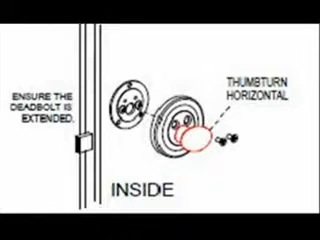 ENSURE THE
DEADBOLT IS
EXTENDED.
THUMBTURN
HORIZONTAL
INSIDE